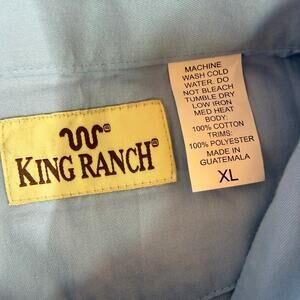 KING RANCH®
MACHINE
WASH COLD
WATER. DO
NOT BLEACH
TUMBLE DRY
LOW IRON
MED HEAT
BODY:
100% COTTON
TRIMS:
100% POLYESTER
MADE IN
GUATEMALA
XL